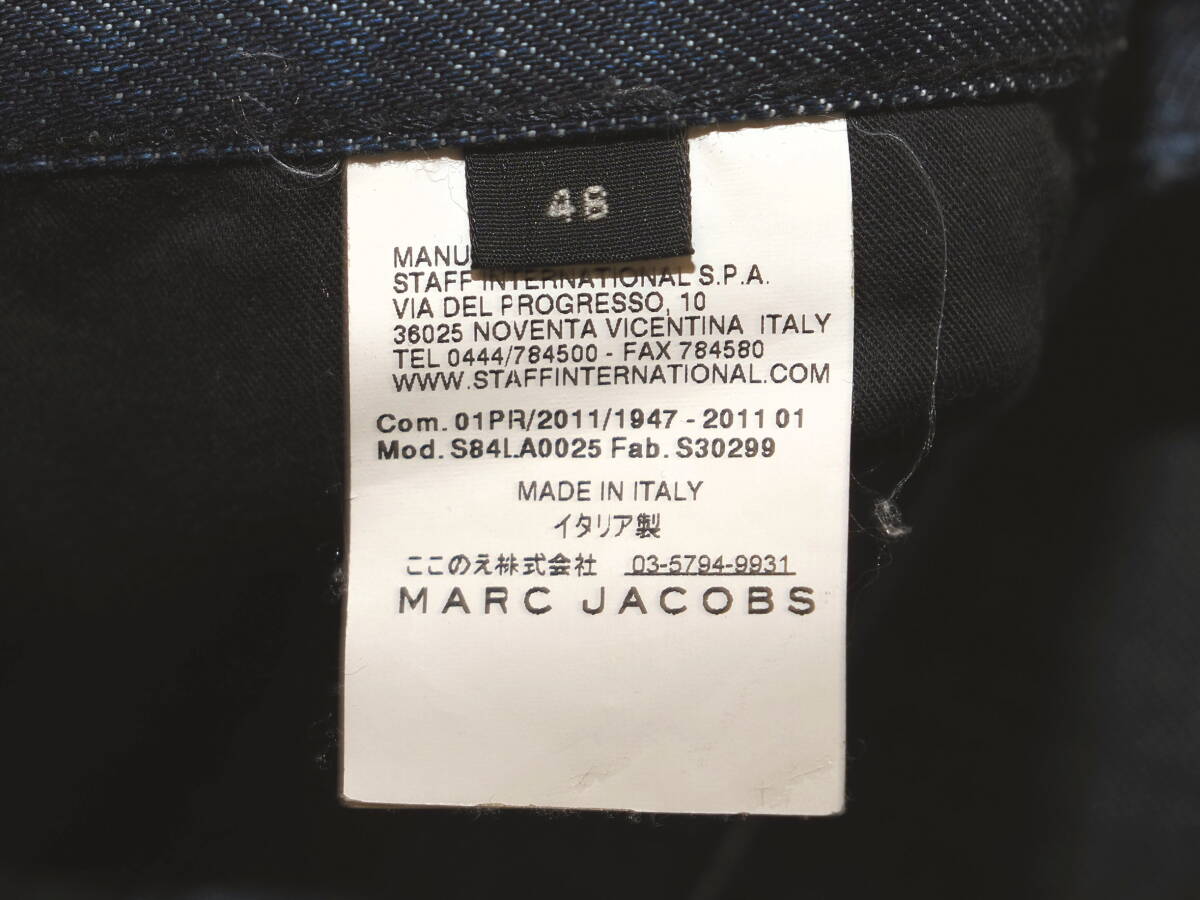 46
MANU
STAFF INTERNATIONAL S.P.A.
VIA DEL PROGRESSO, 10
36025 NOVENTA VICENTINA ITALY
TEL 0444/784500 - FAX 784580
WWW.STAFFINTERNATIONAL.COM
Com. 01PR/2011/1947 - 2011 01
Mod. S84LA0025 Fab. S30299
MADE IN ITALY
イタリア製
ここのえ株式会社 03-5794-9931
MARC JACOBS